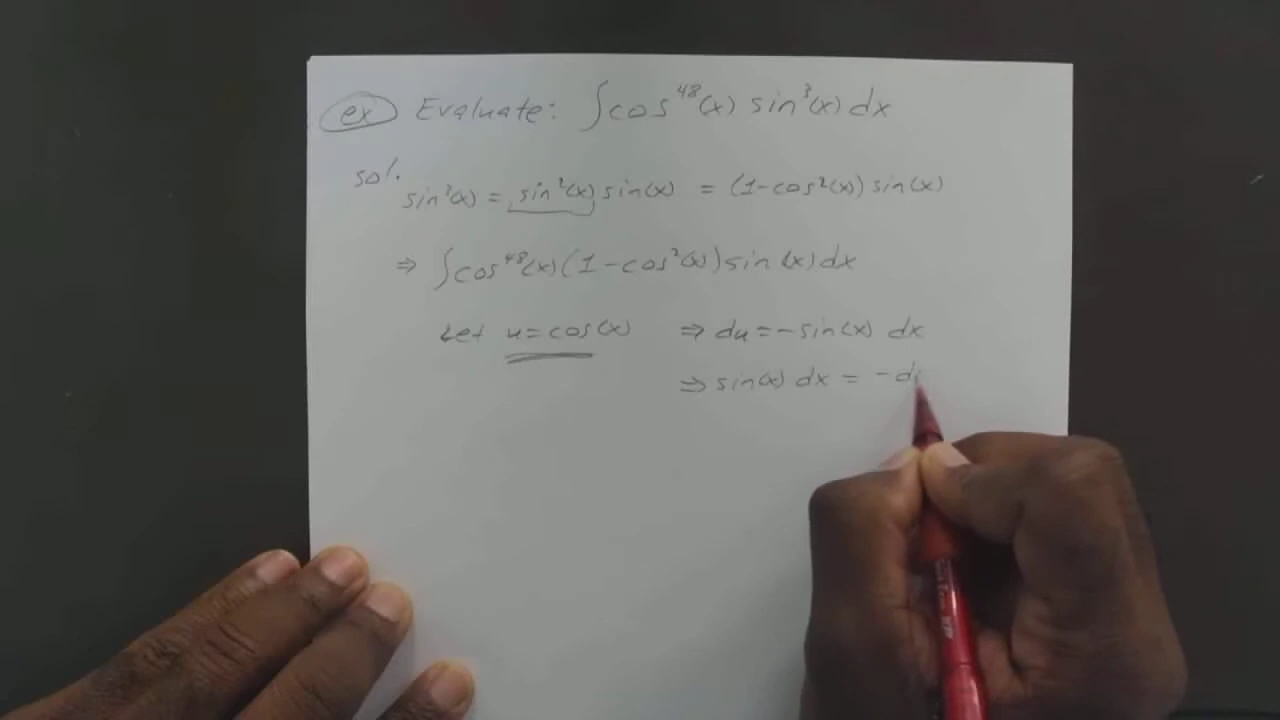 ex Evaluate: ∫cos⁴⁸(x) sin³(x) dx
sol.
sin³(x) = sin²(x) sin(x) = (1-cos²(x)) sin(x)
⇒ ∫cos⁴⁸(x)(1-cos²(x))sin(x)dx
Let u=cos(x) ⇒ du=-sin(x) dx
⇒ sin(x) dx = -du